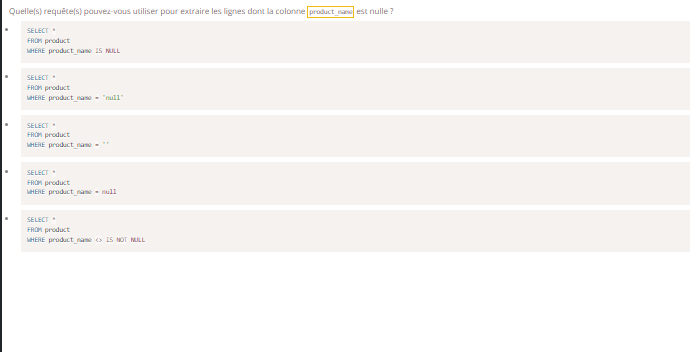 Quelle(s) requête(s) pouvez-vous utiliser pour extraire les lignes dont la colonne product_name est nulle ?
SELECT *
FROM product
WHERE product_name IS NULL
SELECT *
FROM product
WHERE product_name = "null"
SELECT *
FROM product
WHERE product_name = ""
SELECT *
FROM product
WHERE product_name = null
SELECT *
FROM product
WHERE product_name <> IS NOT NULL